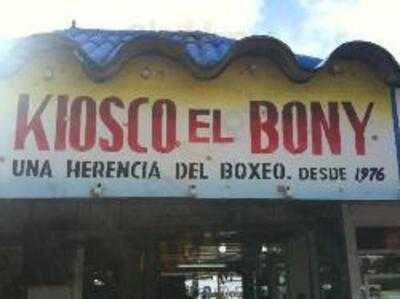 KIOSCO EL BONY
UNA HERENCIA DEL BOXEO. DESDE 1976